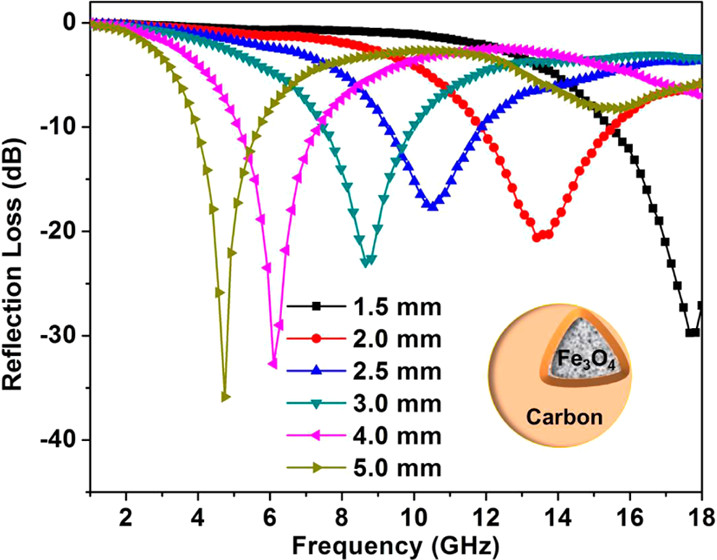 0
-10
-20
-30
-40
Reflection Loss (dB)
1.5 mm
2.0 mm
2.5 mm
3.0 mm
4.0 mm
5.0 mm
Fe₃O₄
Carbon
2 4 6 8 10 12 14 16 18
Frequency (GHz)